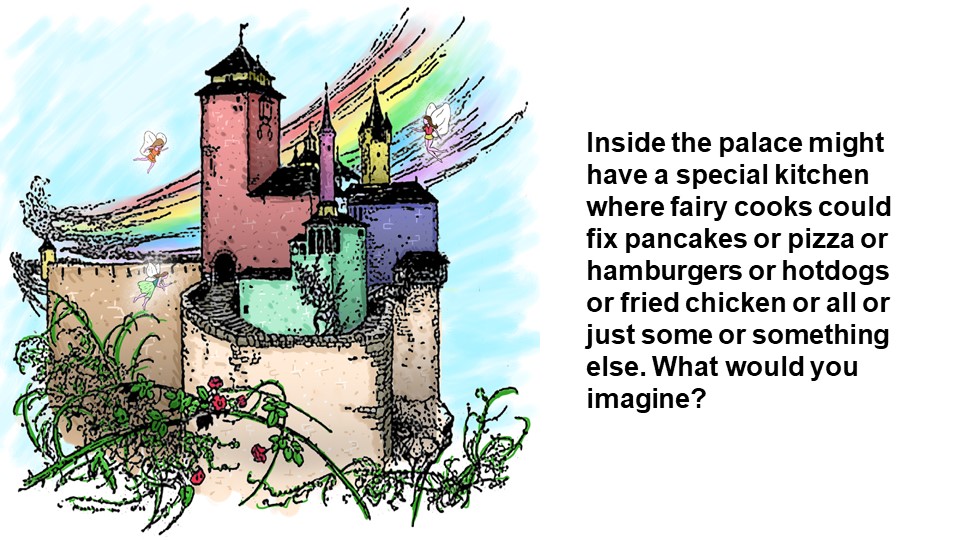 Inside the palace might
have a special kitchen
where fairy cooks could
fix pancakes or pizza or
hamburgers or hotdogs
or fried chicken or all or
just some or something
else. What would you
imagine?